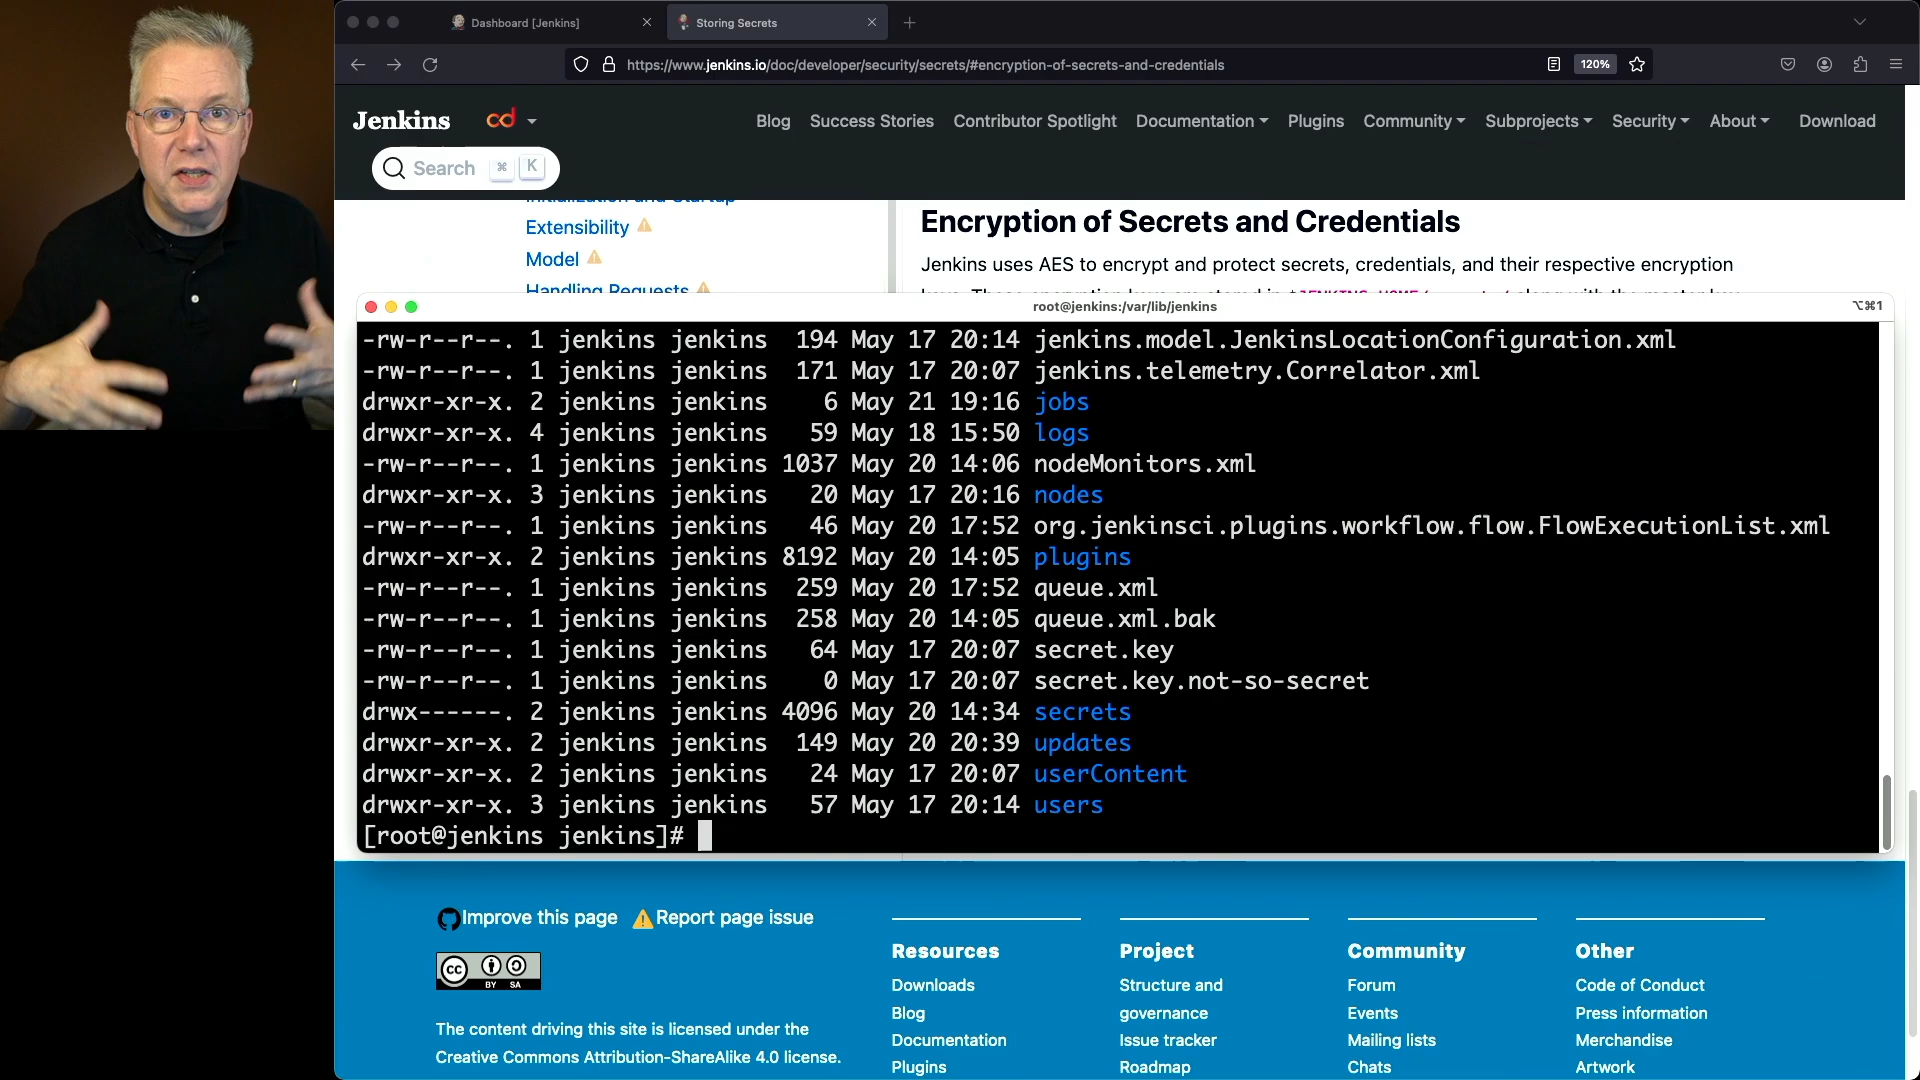 Dashboard [Jenkins]
Storing Secrets
https://www.jenkins.io/doc/developer/security/secrets/#encryption-of-secrets-and-credentials
120%
Jenkins
cd
Blog
Success Stories
Contributor Spotlight
Documentation
Plugins
Community
Subprojects
Security
About
Download
Search ⌘ K
Initialization and Startup
Extensibility
Model
Handling Requests
Encryption of Secrets and Credentials
Jenkins uses AES to encrypt and protect secrets, credentials, and their respective encryption
root@jenkins:/var/lib/jenkins
⌥⌘1
-rw-r--r--. 1 jenkins jenkins 194 May 17 20:14 jenkins.model.JenkinsLocationConfiguration.xml
-rw-r--r--. 1 jenkins jenkins 171 May 17 20:07 jenkins.telemetry.Correlator.xml
drwxr-xr-x. 2 jenkins jenkins 6 May 21 19:16 jobs
drwxr-xr-x. 4 jenkins jenkins 59 May 18 15:50 logs
-rw-r--r--. 1 jenkins jenkins 1037 May 20 14:06 nodeMonitors.xml
drwxr-xr-x. 3 jenkins jenkins 20 May 17 20:16 nodes
-rw-r--r--. 1 jenkins jenkins 46 May 20 17:52 org.jenkinsci.plugins.workflow.flow.FlowExecutionList.xml
drwxr-xr-x. 2 jenkins jenkins 8192 May 20 14:05 plugins
-rw-r--r--. 1 jenkins jenkins 259 May 20 17:52 queue.xml
-rw-r--r--. 1 jenkins jenkins 258 May 20 14:05 queue.xml.bak
-rw-r--r--. 1 jenkins jenkins 64 May 17 20:07 secret.key
-rw-r--r--. 1 jenkins jenkins 0 May 17 20:07 secret.key.not-so-secret
drwx------. 2 jenkins jenkins 4096 May 20 14:34 secrets
drwxr-xr-x. 2 jenkins jenkins 149 May 20 20:39 updates
drwxr-xr-x. 2 jenkins jenkins 24 May 17 20:07 userContent
drwxr-xr-x. 3 jenkins jenkins 57 May 17 20:14 users
[root@jenkins jenkins]#
Improve this page
Report page issue
cc
BY SA
The content driving this site is licensed under the
Creative Commons Attribution-ShareAlike 4.0 license.
Resources
Downloads
Blog
Documentation
Plugins
Project
Structure and
governance
Issue tracker
Roadmap
Community
Forum
Events
Mailing lists
Chats
Other
Code of Conduct
Press information
Merchandise
Artwork